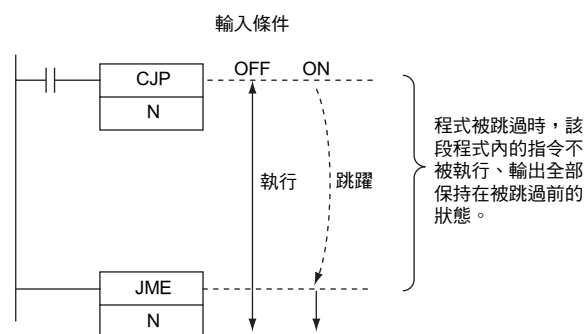 輸入條件
CJP
N
OFF
ON
執行
跳躍
程式被跳過時，該
段程式內的指令不
被執行、輸出全部
保持在被跳過前的
狀態。
JME
N